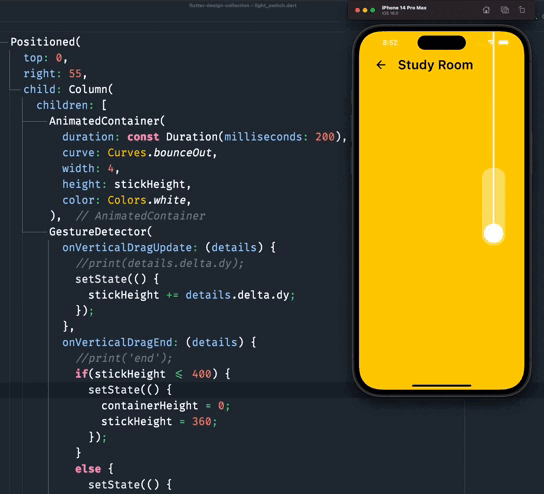 flutter-design-collection – light_switch.dart
Positioned(
top: 0,
right: 55,
child: Column(
children: [
AnimatedContainer(
duration: const Duration(milliseconds: 200),
curve: Curves.bounceOut,
width: 4,
height: stickHeight,
color: Colors.white,
), // AnimatedContainer
GestureDetector(
onVerticalDragUpdate: (details) {
//print(details.delta.dy);
setState(() {
stickHeight += details.delta.dy;
});
},
onVerticalDragEnd: (details) {
//print('end');
if(stickHeight ≤ 400) {
setState(() {
containerHeight = 0;
stickHeight = 360;
});
}
else {
setState(() {
iPhone 14 Pro Max
iOS 16.0
8:52
← Study Room